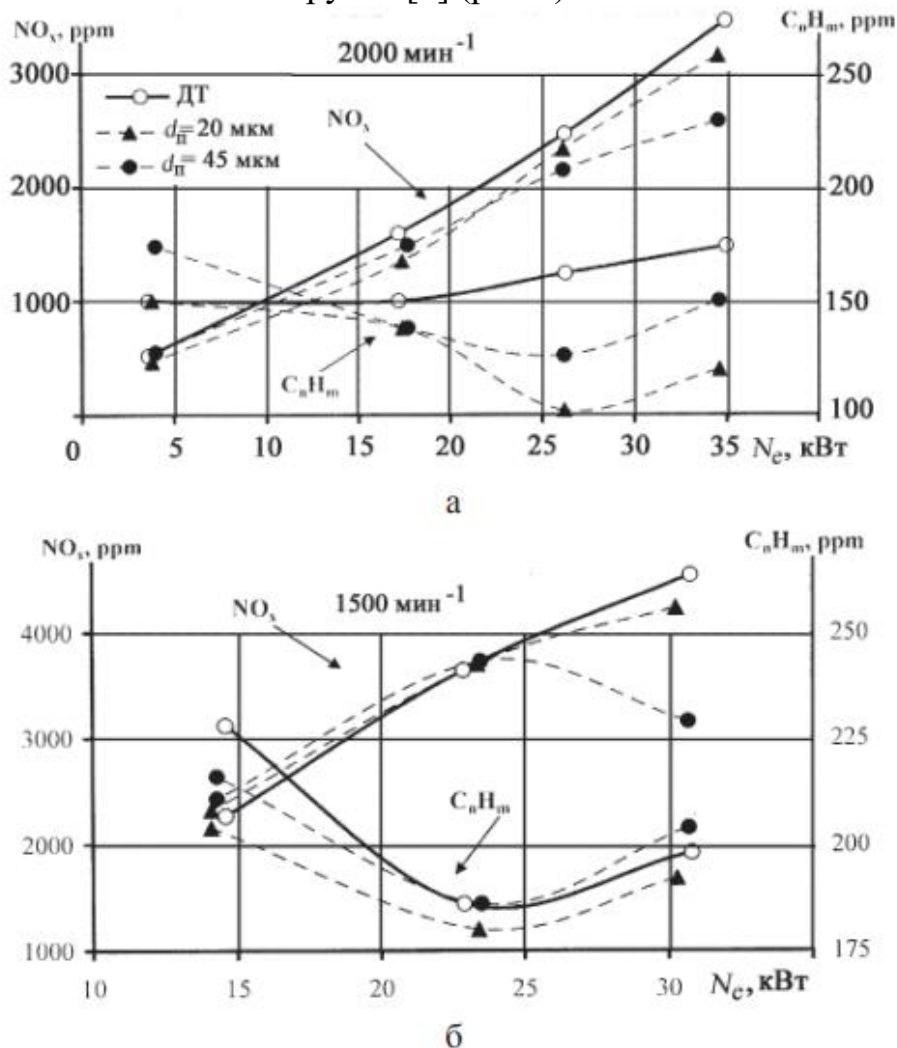 NOₓ, ppm
CₙHₘ, ppm
2000 мин⁻¹
3000
250
ДТ
dп=20 мкм
dп= 45 мкм
NOₓ
2000
200
1000
150
CₙHₘ
100
0 5 10 15 20 25 30 35 Nₑ, кВт
а
NOₓ, ppm
CₙHₘ, ppm
NOₓ
1500 мин⁻¹
4000
250
3000
225
CₙHₘ
2000
200
1000
175
10 15 20 25 30 Nₑ, кВт
б